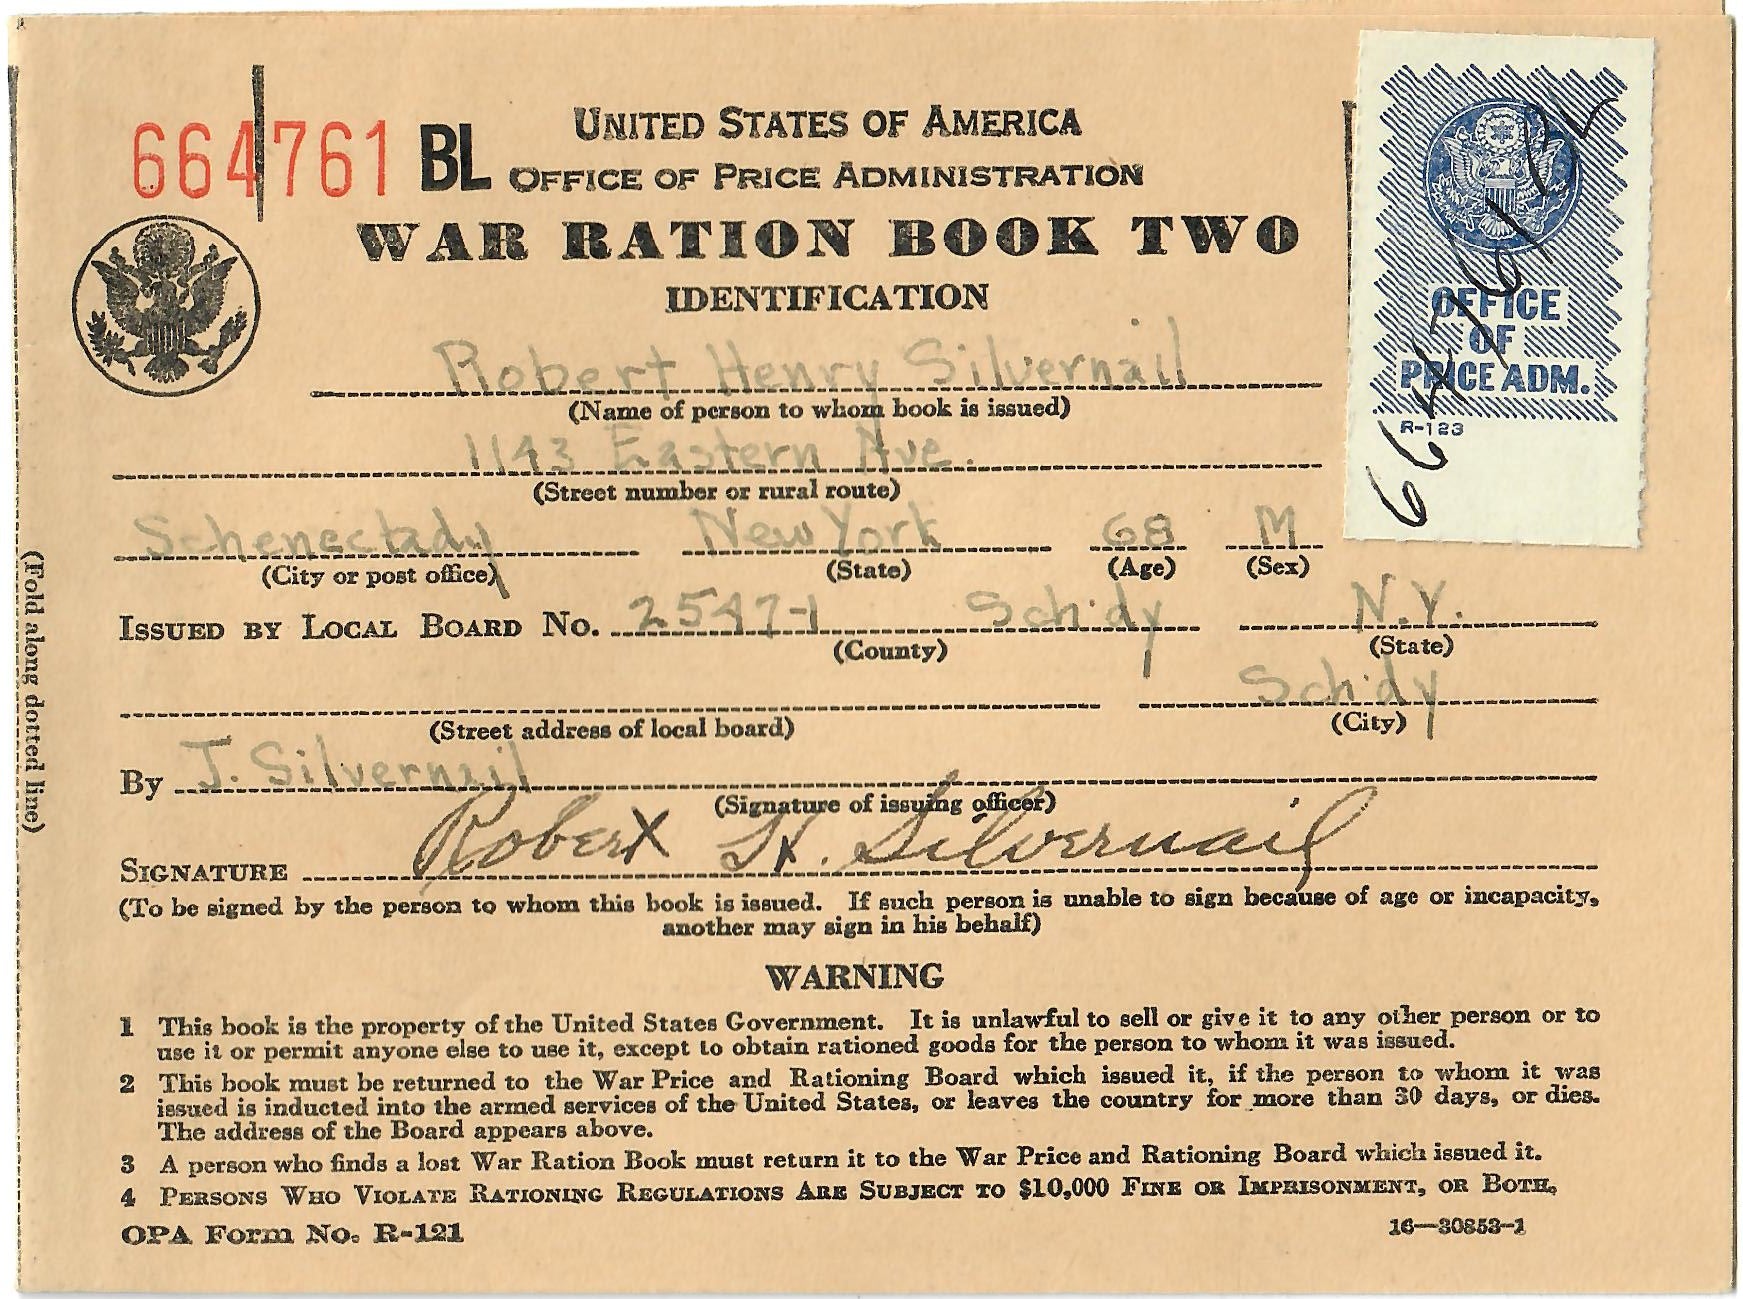 664761 BL
UNITED STATES OF AMERICA
OFFICE OF PRICE ADMINISTRATION
WAR RATION BOOK TWO
IDENTIFICATION
Robert Henry Silvernail
(Name of person to whom book is issued)
1143 Eastern Ave.
(Street number or rural route)
Schenectady New York 68 M
(City or post office) (State) (Age) (Sex)
ISSUED BY LOCAL BOARD NO. 2547-1 Sch'dy N.Y.
(County) (State)
Sch'dy
(Street address of local board) (City)
By J. Silvernail
(Signature of issuing officer)
SIGNATURE Robert H. Silvernail
(To be signed by the person to whom this book is issued. If such person is unable to sign because of age or incapacity,
another may sign in his behalf)
WARNING
1 This book is the property of the United States Government. It is unlawful to sell or give it to any other person or to
use it or permit anyone else to use it, except to obtain rationed goods for the person to whom it was issued.
2 This book must be returned to the War Price and Rationing Board which issued it, if the person to whom it was
issued is inducted into the armed services of the United States, or leaves the country for more than 30 days, or dies.
The address of the Board appears above.
3 A person who finds a lost War Ration Book must return it to the War Price and Rationing Board which issued it.
4 PERSONS WHO VIOLATE RATIONING REGULATIONS ARE SUBJECT TO $10,000 FINE OR IMPRISONMENT, OR BOTH.
OPA Form No. R-121 16—30853-1
(Fold along dotted line)
OFFICE
OF
PRICE ADM.
R-123
664761 BL